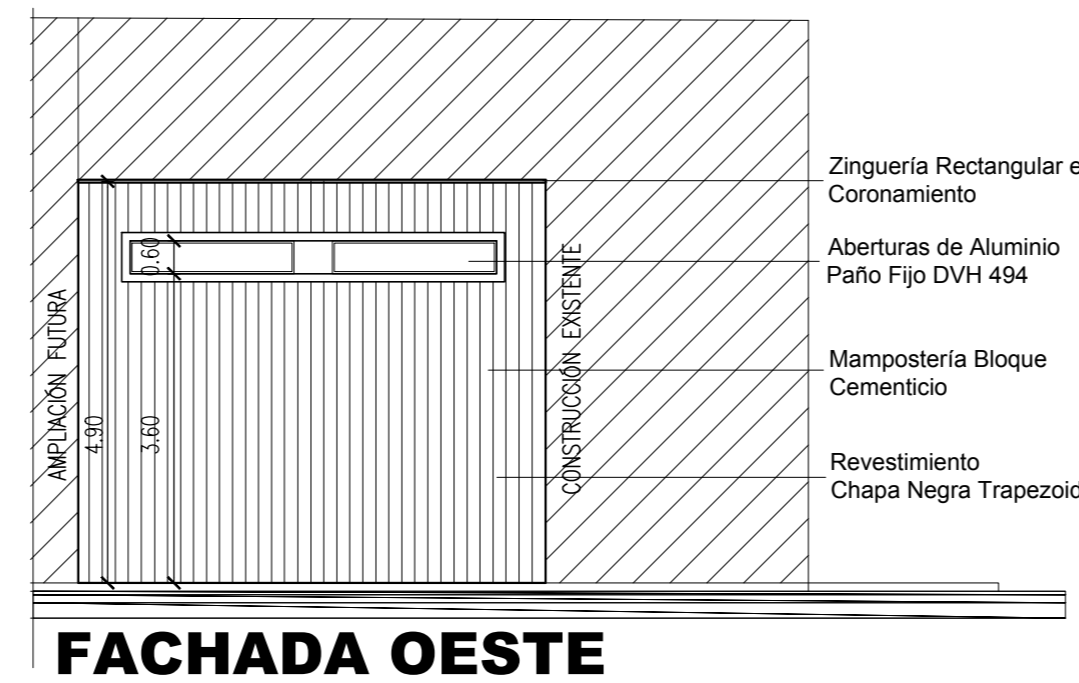 Zinguería Rectangular e
Coronamiento
Aberturas de Aluminio
Paño Fijo DVH 494
Mampostería Bloque
Cementicio
Revestimiento
Chapa Negra Trapezoid
AMPLIACIÓN FUTURA
4.90
3.60
0.60
CONSTRUCCIÓN EXISTENTE
FACHADA OESTE